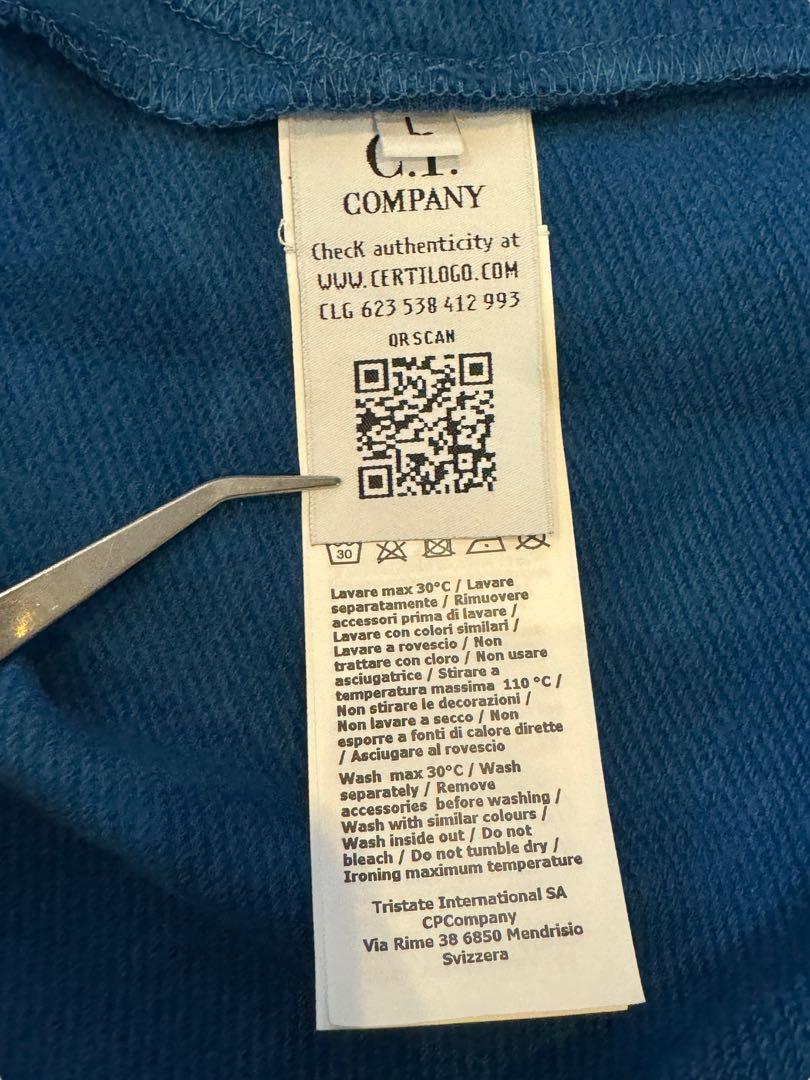 L
C.P.
COMPANY
Check authenticity at
WWW.CERTILOGO.COM
CLG 623 538 412 993
QR SCAN
30
Lavare max 30°C / Lavare
separatamente / Rimuovere
accessori prima di lavare /
Lavare con colori similari /
Lavare a rovescio / Non
trattare con cloro / Non usare
asciugatrice / Stirare a
temperatura massima 110 °C /
Non stirare le decorazioni /
Non lavare a secco / Non
esporre a fonti di calore dirette
/ Asciugare al rovescio
Wash max 30°C / Wash
separately / Remove
accessories before washing /
Wash with similar colours /
Wash inside out / Do not
bleach / Do not tumble dry /
Ironing maximum temperature
Tristate International SA
CPCompany
Via Rime 38 6850 Mendrisio
Svizzera